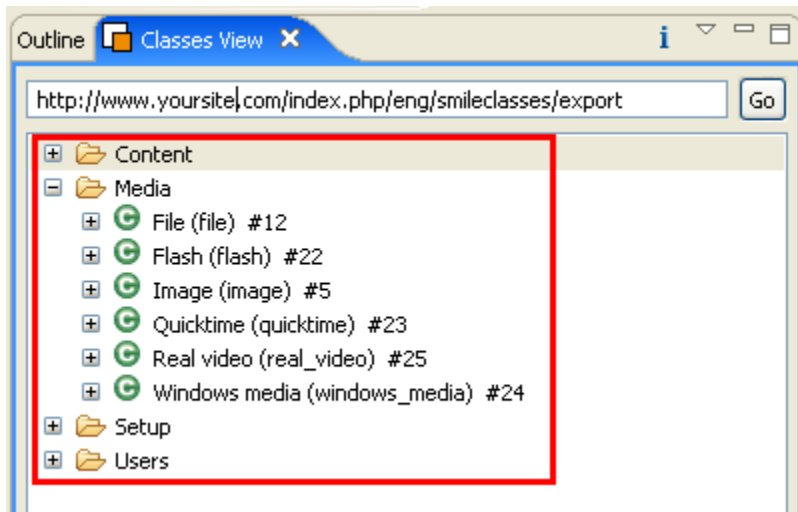 Outline Classes View
http://www.yoursite.com/index.php/eng/smileclasses/export Go
Content
Media
File (file) #12
Flash (flash) #22
Image (image) #5
Quicktime (quicktime) #23
Real video (real_video) #25
Windows media (windows_media) #24
Setup
Users